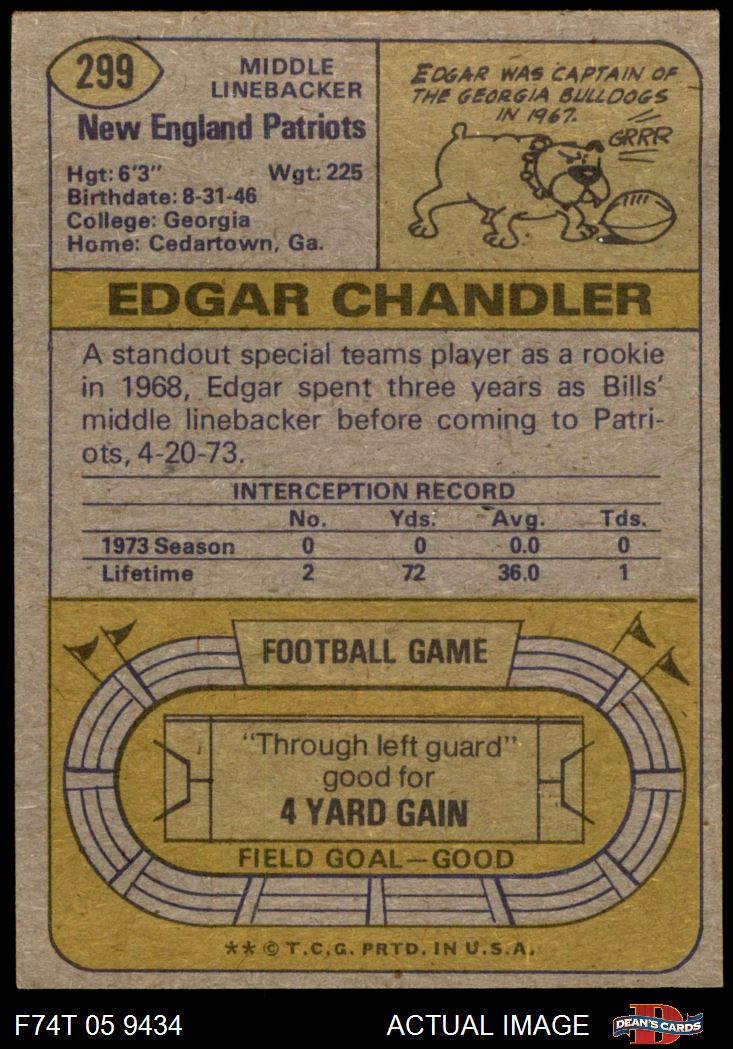 299
MIDDLE
LINEBACKER
New England Patriots
Hgt: 6'3" Wgt: 225
Birthdate: 8-31-46
College: Georgia
Home: Cedartown, Ga.
EDGAR WAS CAPTAIN OF
THE GEORGIA BULLDOGS
IN 1967.
GRRR
EDGAR CHANDLER
A standout special teams player as a rookie
in 1968, Edgar spent three years as Bills'
middle linebacker before coming to Patri-
ots, 4-20-73.
INTERCEPTION RECORD
No. Yds. Avg. Tds.
1973 Season 0 0 0.0 0
Lifetime 2 72 36.0 1
FOOTBALL GAME
"Through left guard"
good for
4 YARD GAIN
FIELD GOAL—GOOD
** © T.C.G. PRTD. IN U.S.A.
F74T 05 9434 ACTUAL IMAGE D DEAN'S CARDS